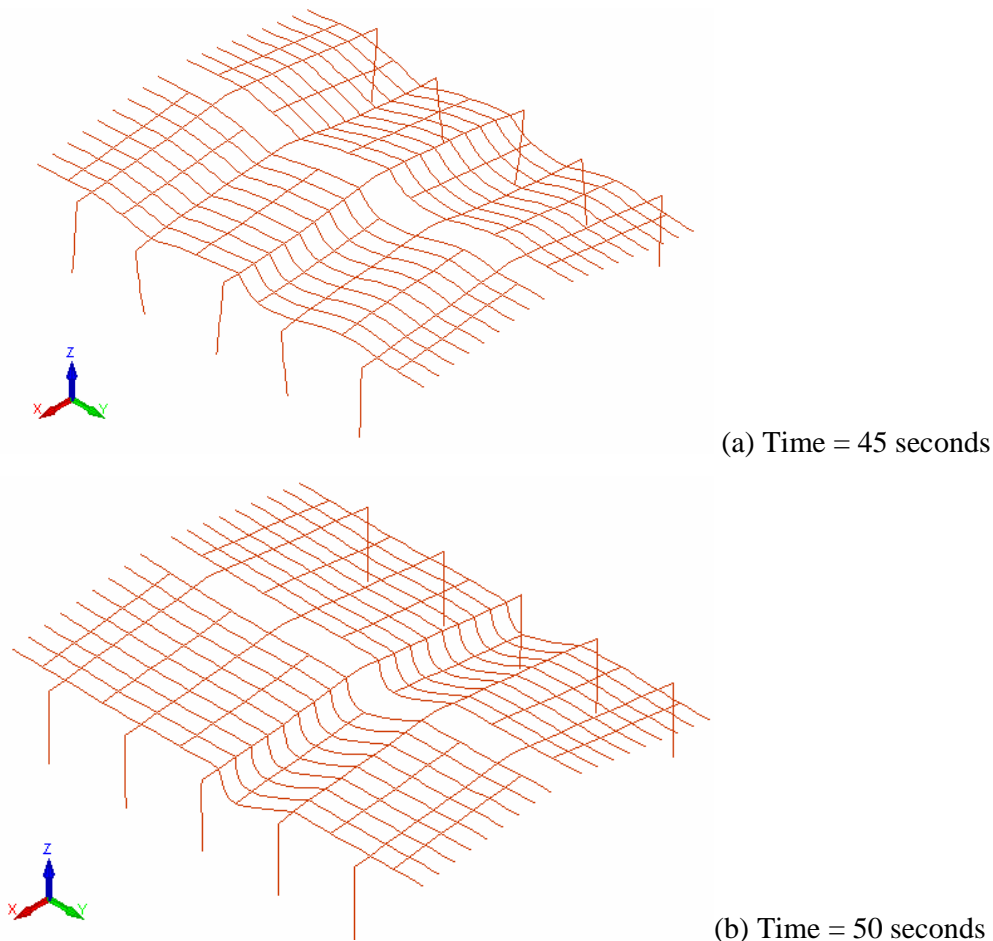 Z
X
Y
(a) Time = 45 seconds
Z
X
Y
(b) Time = 50 seconds